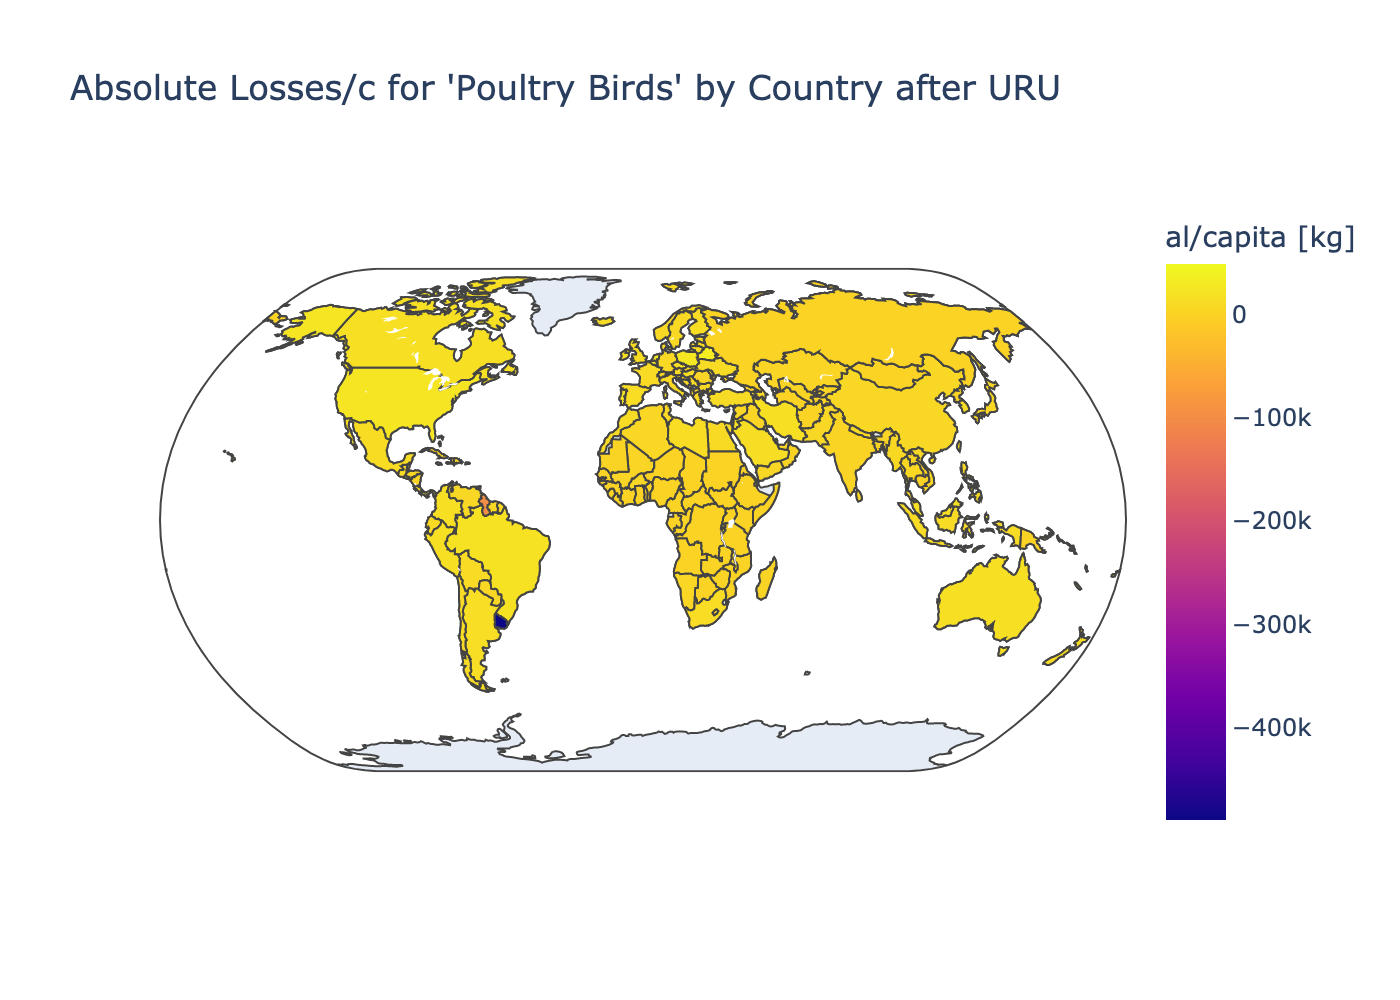 Absolute Losses/c for 'Poultry Birds' by Country after URU
al/capita [kg]
0
−100k
−200k
−300k
−400k